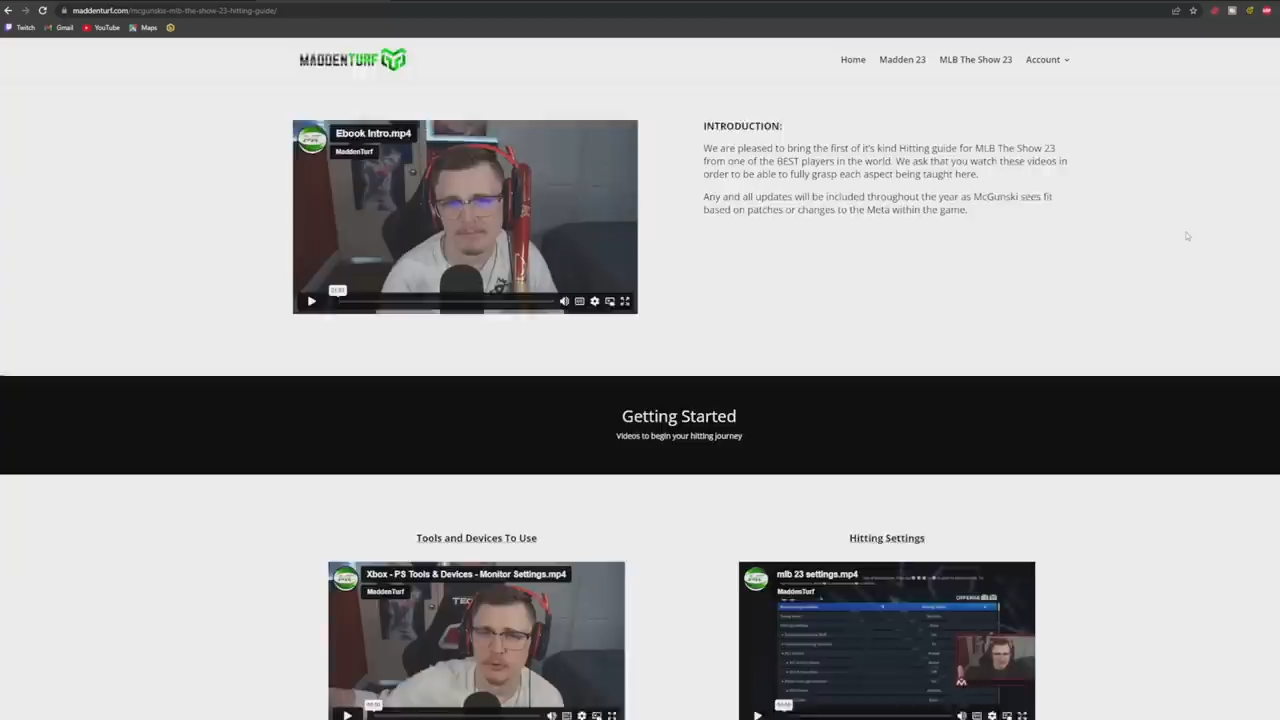 maddenturf.com/mcgunskis-mlb-the-show-23-hitting-guide/
Twitch
Gmail
YouTube
Maps
MADDENTURF
Home
Madden 23
MLB The Show 23
Account
Ebook Intro.mp4
MaddenTurf
INTRODUCTION:
We are pleased to bring the first of it's kind Hitting guide for MLB The Show 23
from one of the BEST players in the world. We ask that you watch these videos in
order to be able to fully grasp each aspect being taught here.
Any and all updates will be included throughout the year as McGunski sees fit
based on patches or changes to the Meta within the game.
Getting Started
Videos to begin your hitting journey
Tools and Devices To Use
Hitting Settings
Xbox - PS Tools & Devices - Monitor Settings.mp4
MaddenTurf
mlb 23 settings.mp4
MaddenTurf
00:00
00:00